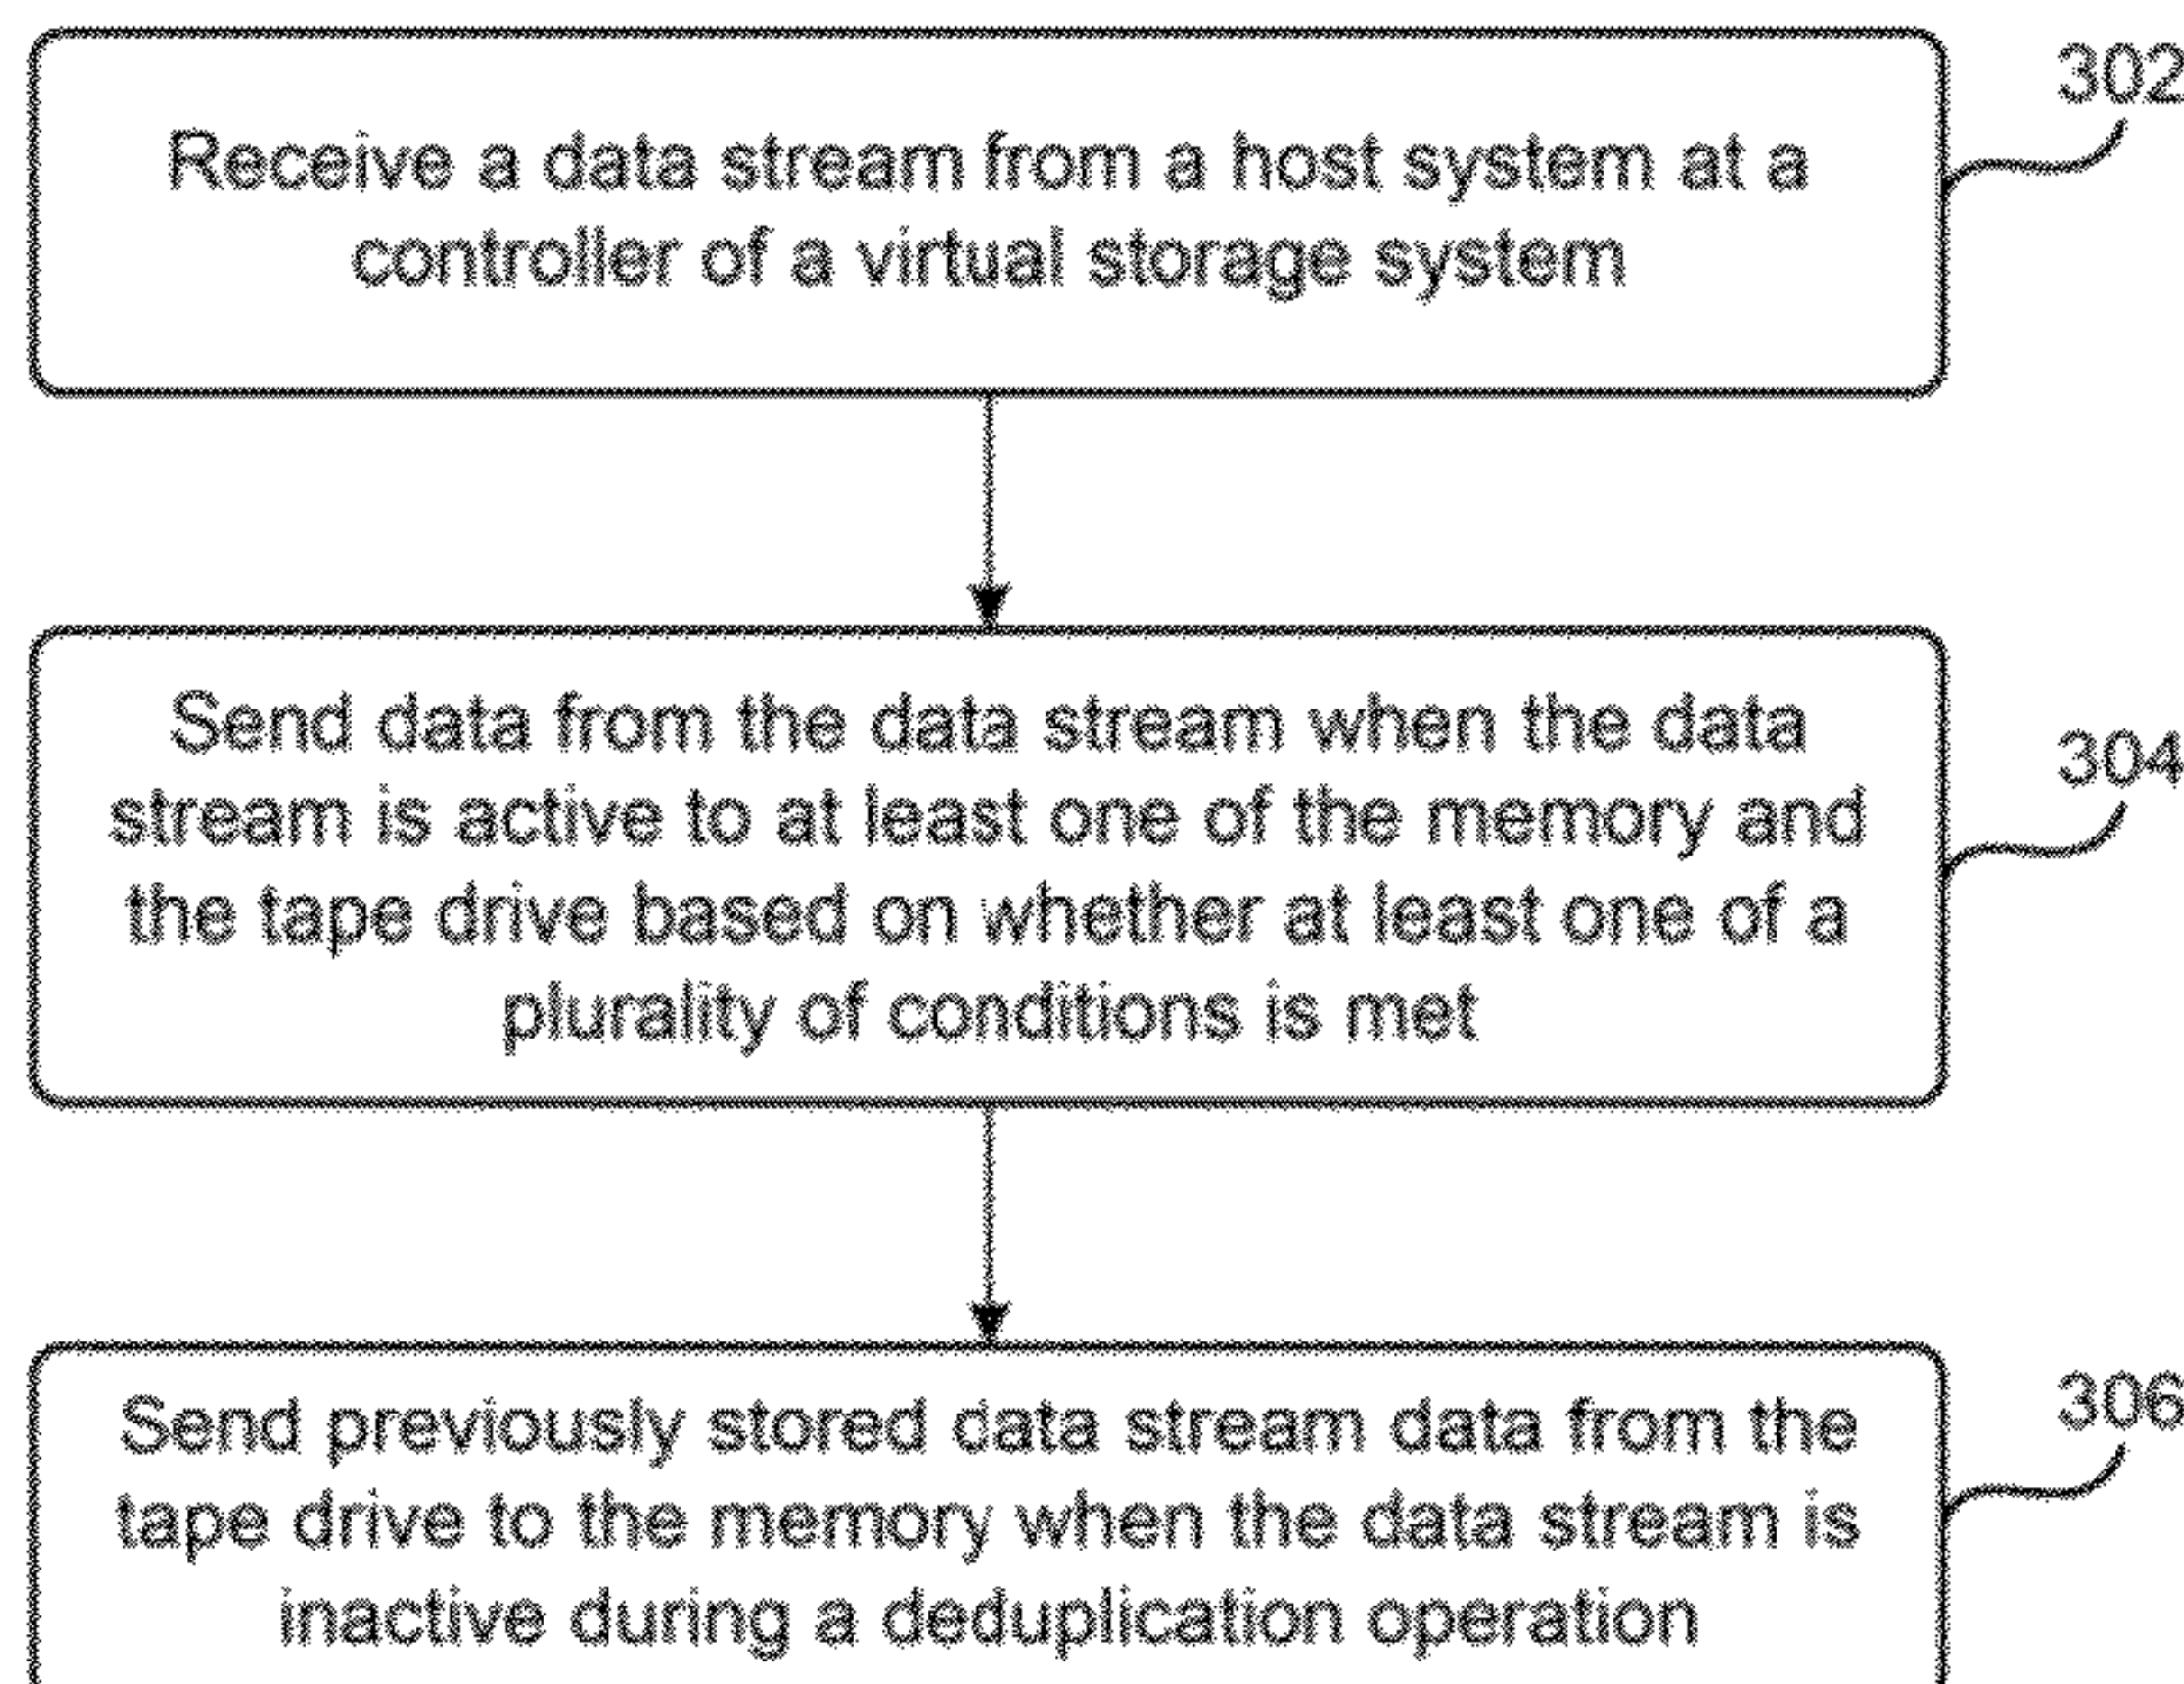 Receive a data stream from a host system at a
controller of a virtual storage system
302
Send data from the data stream when the data
stream is active to at least one of the memory and
the tape drive based on whether at least one of a
plurality of conditions is met
304
Send previously stored data stream data from the
tape drive to the memory when the data stream is
inactive during a deduplication operation
306